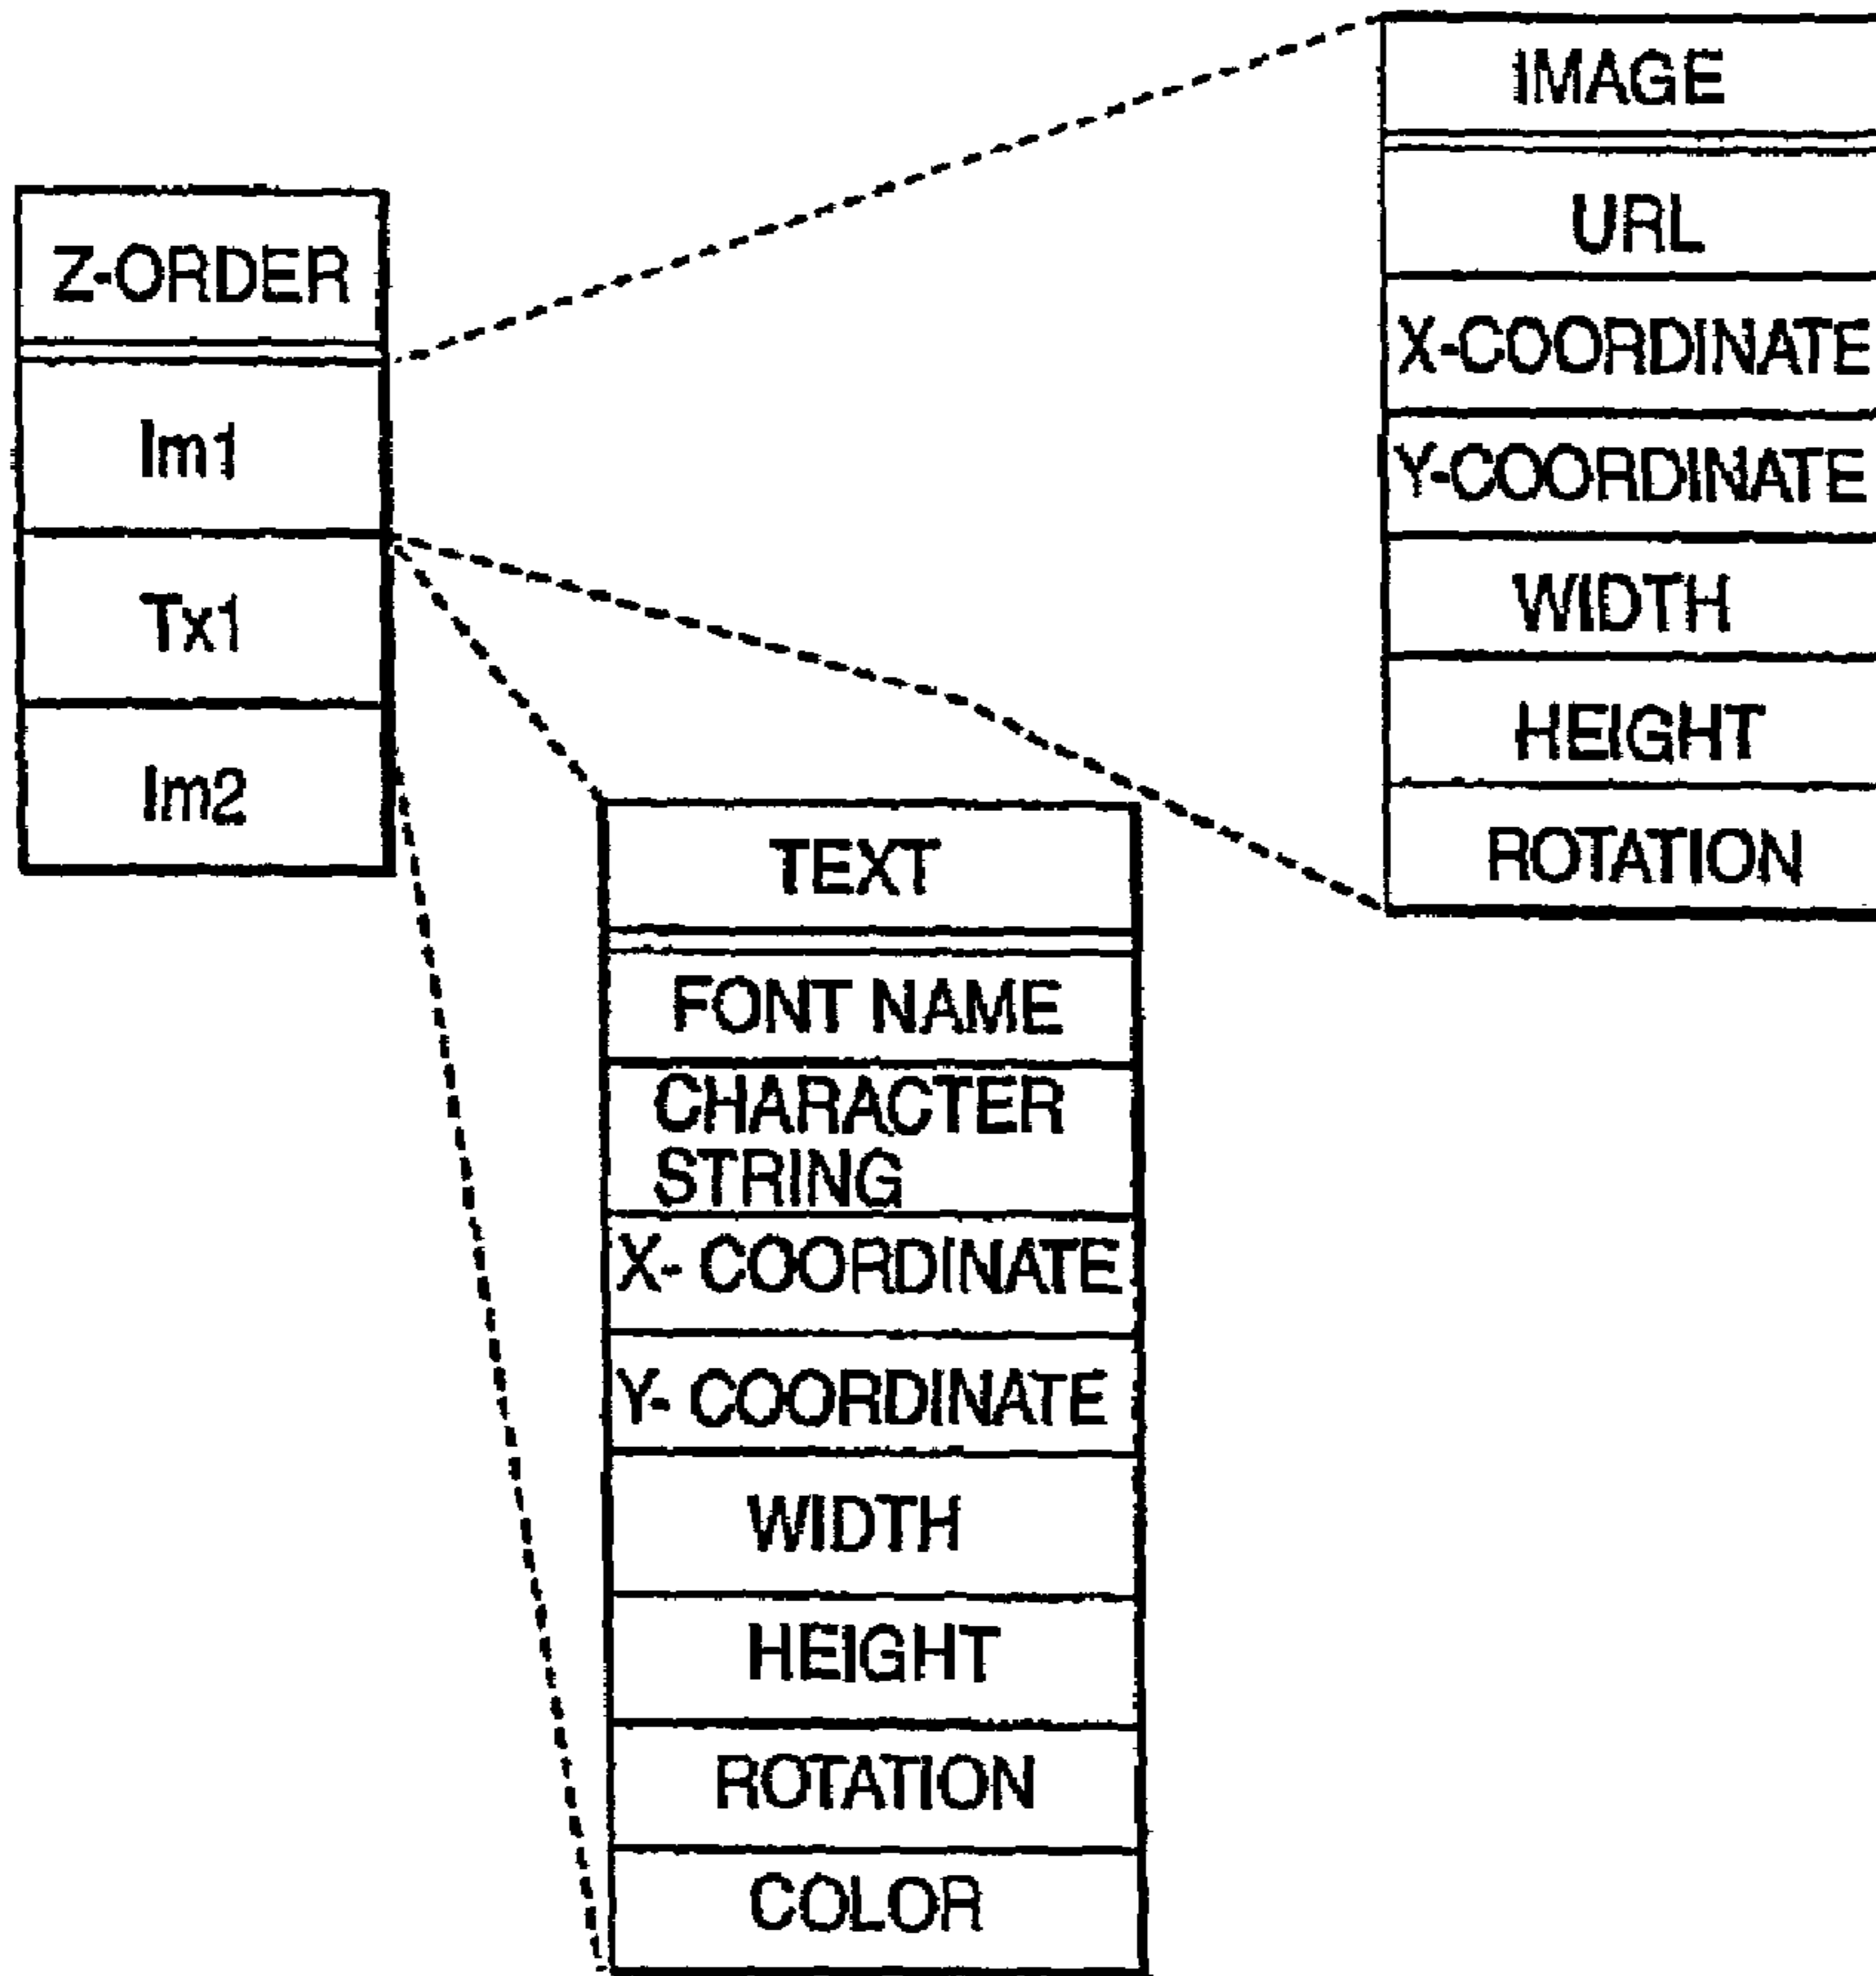 Z-ORDER
Im1
Tx1
Im2
IMAGE
URL
X-COORDINATE
Y-COORDINATE
WIDTH
HEIGHT
ROTATION
TEXT
FONT NAME
CHARACTER
STRING
X- COORDINATE
Y- COORDINATE
WIDTH
HEIGHT
ROTATION
COLOR